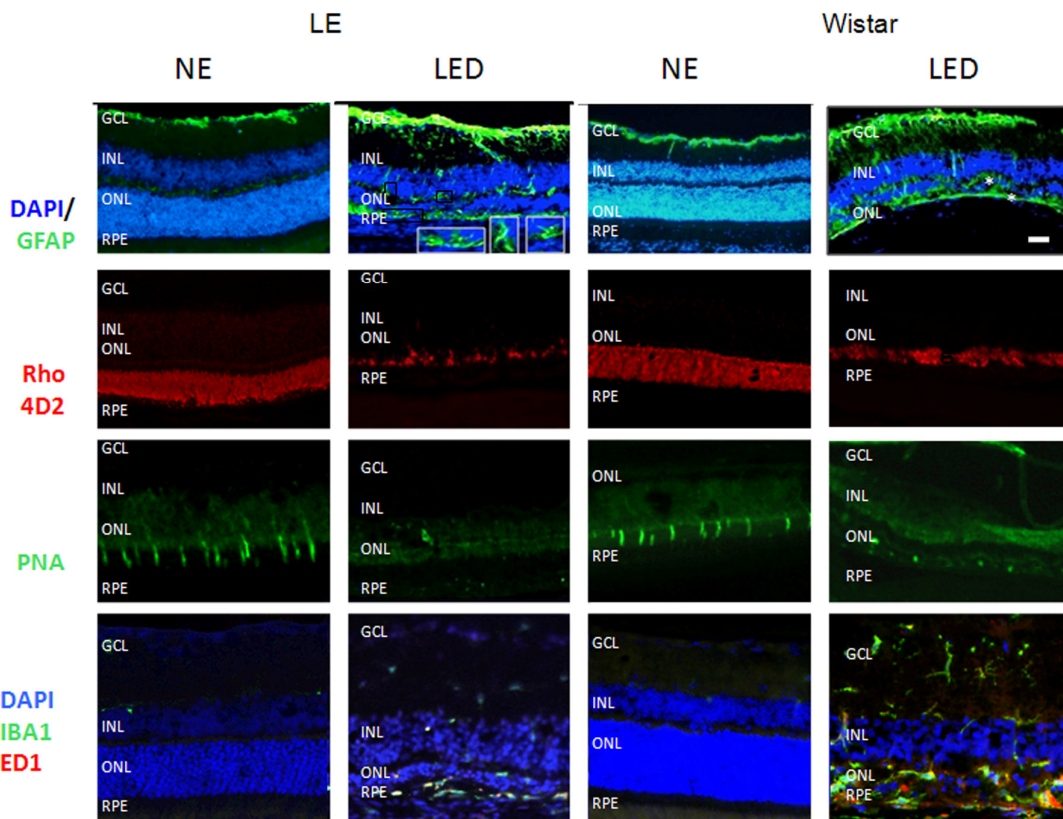 LE Wistar
NE LED NE LED
DAPI/
GFAP
GCL
INL
ONL
RPE
GCL
INL
ONL
RPE
GCL
INL
ONL
RPE
GCL
INL
ONL
*
*
Rho
4D2
GCL
INL
ONL
RPE
GCL
INL
ONL
RPE
INL
ONL
RPE
INL
ONL
RPE
PNA
GCL
INL
ONL
RPE
GCL
INL
ONL
RPE
ONL
RPE
GCL
INL
ONL
RPE
DAPI
IBA1
ED1
GCL
INL
ONL
RPE
GCL
INL
ONL
RPE
GCL
INL
ONL
RPE
GCL
INL
ONL
RPE